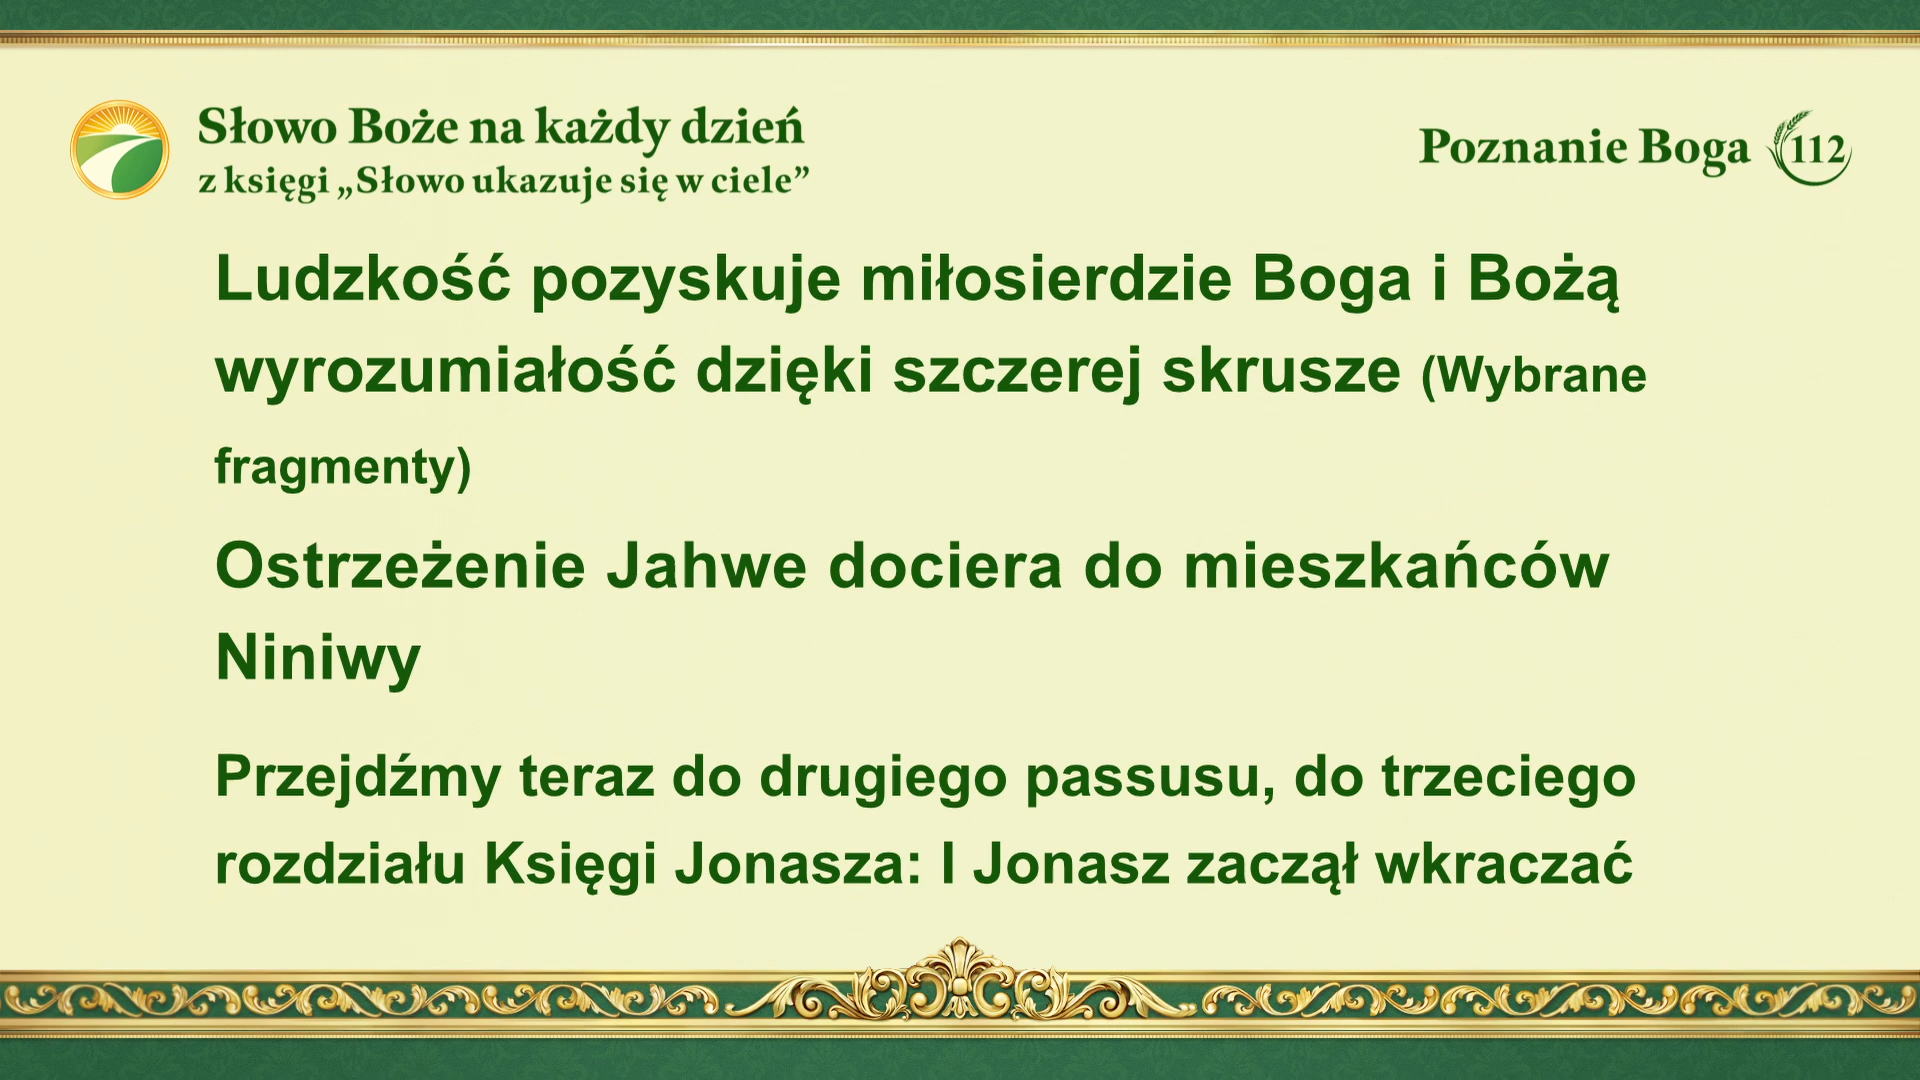 Słowo Boże na każdy dzień
z księgi „Słowo ukazuje się w ciele”
Poznanie Boga 112
Ludzkość pozyskuje miłosierdzie Boga i Bożą
wyrozumiałość dzięki szczerej skrusze (Wybrane
fragmenty)
Ostrzeżenie Jahwe dociera do mieszkańców
Niniwy
Przejdźmy teraz do drugiego passusu, do trzeciego
rozdziału Księgi Jonasza: I Jonasz zaczął wkraczać